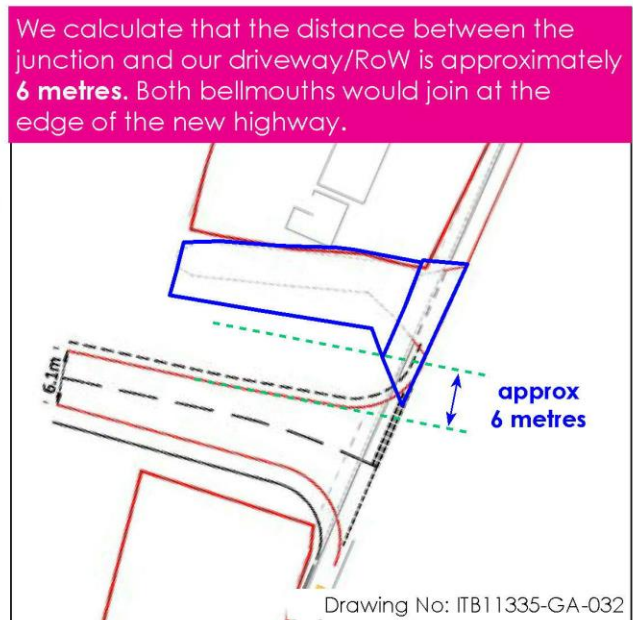 We calculate that the distance between the
junction and our driveway/RoW is approximately
6 metres. Both bellmouths would join at the
edge of the new highway.
6.1m
approx
6 metres
Drawing No: ITB11335-GA-032